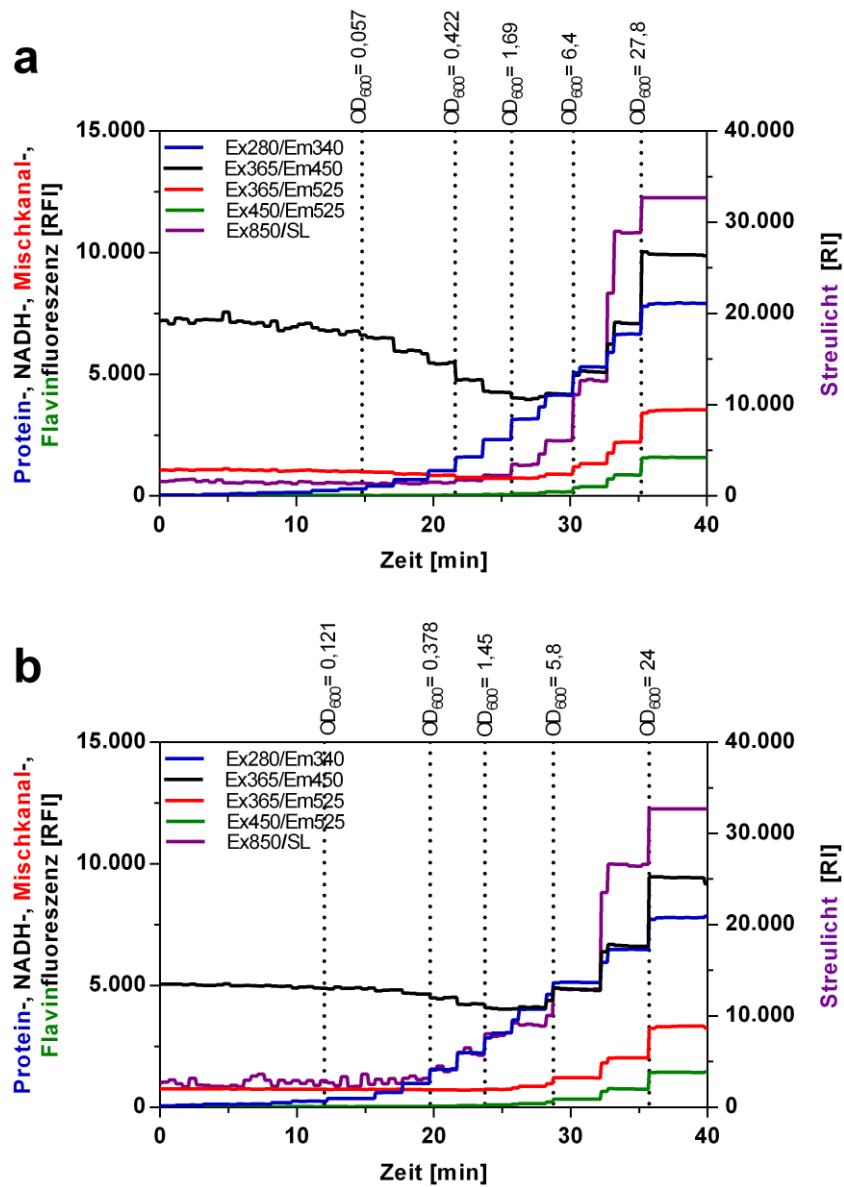 a
OD600= 0,057
OD600= 0,422
OD600= 1,69
OD600= 6,4
OD600= 27,8
Protein-, NADH-, Mischkanal-,
Flavinfluoreszenz [RFI]
15.000
10.000
5.000
0
Ex280/Em340
Ex365/Em450
Ex365/Em525
Ex450/Em525
Ex850/SL
40.000
30.000
20.000
10.000
0
Streulicht [RI]
0 10 20 30 40
Zeit [min]
b
OD600= 0,121
OD600= 0,378
OD600= 1,45
OD600= 5,8
OD600= 24
Protein-, NADH-, Mischkanal-,
Flavinfluoreszenz [RFI]
15.000
10.000
5.000
0
Ex280/Em340
Ex365/Em450
Ex365/Em525
Ex450/Em525
Ex850/SL
40.000
30.000
20.000
10.000
0
Streulicht [RI]
0 10 20 30 40
Zeit [min]